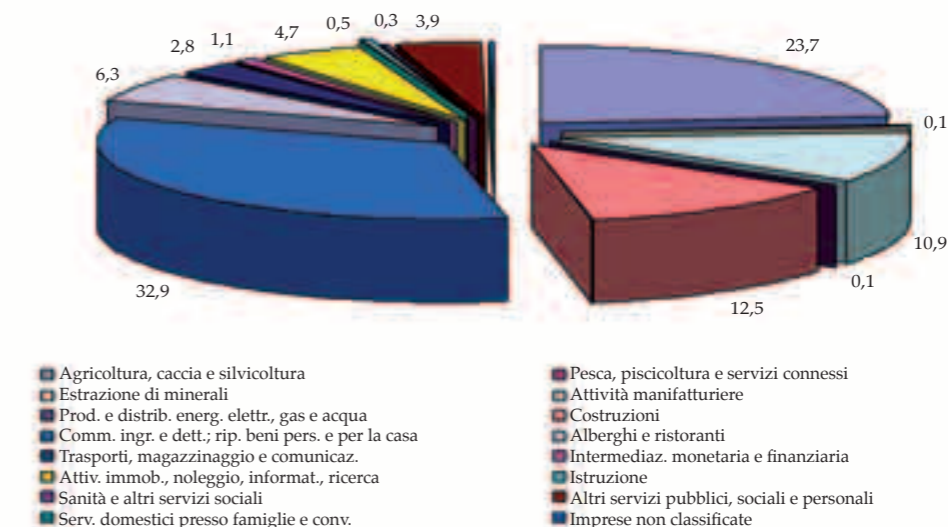 0,5 0,3 3,9
4,7
1,1
2,8
6,3
23,7
0,1
10,9
0,1
12,5
32,9
Agricoltura, caccia e silvicoltura
Estrazione di minerali
Prod. e distrib. energ. elettr., gas e acqua
Comm. ingr. e dett.; rip. beni pers. e per la casa
Trasporti, magazzinaggio e comunicaz.
Attiv. immob., noleggio, informat., ricerca
Sanità e altri servizi sociali
Serv. domestici presso famiglie e conv.
Pesca, piscicoltura e servizi connessi
Attività manifatturiere
Costruzioni
Alberghi e ristoranti
Intermediaz. monetaria e finanziaria
Istruzione
Altri servizi pubblici, sociali e personali
Imprese non classificate